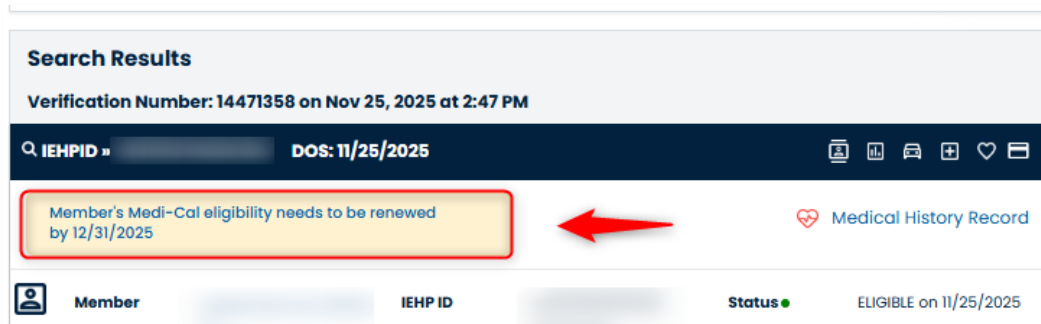 Search Results
Verification Number: 14471358 on Nov 25, 2025 at 2:47 PM
IEHPID » DOS: 11/25/2025
Member's Medi-Cal eligibility needs to be renewed
by 12/31/2025
Medical History Record
Member IEHP ID Status ELIGIBLE on 11/25/2025